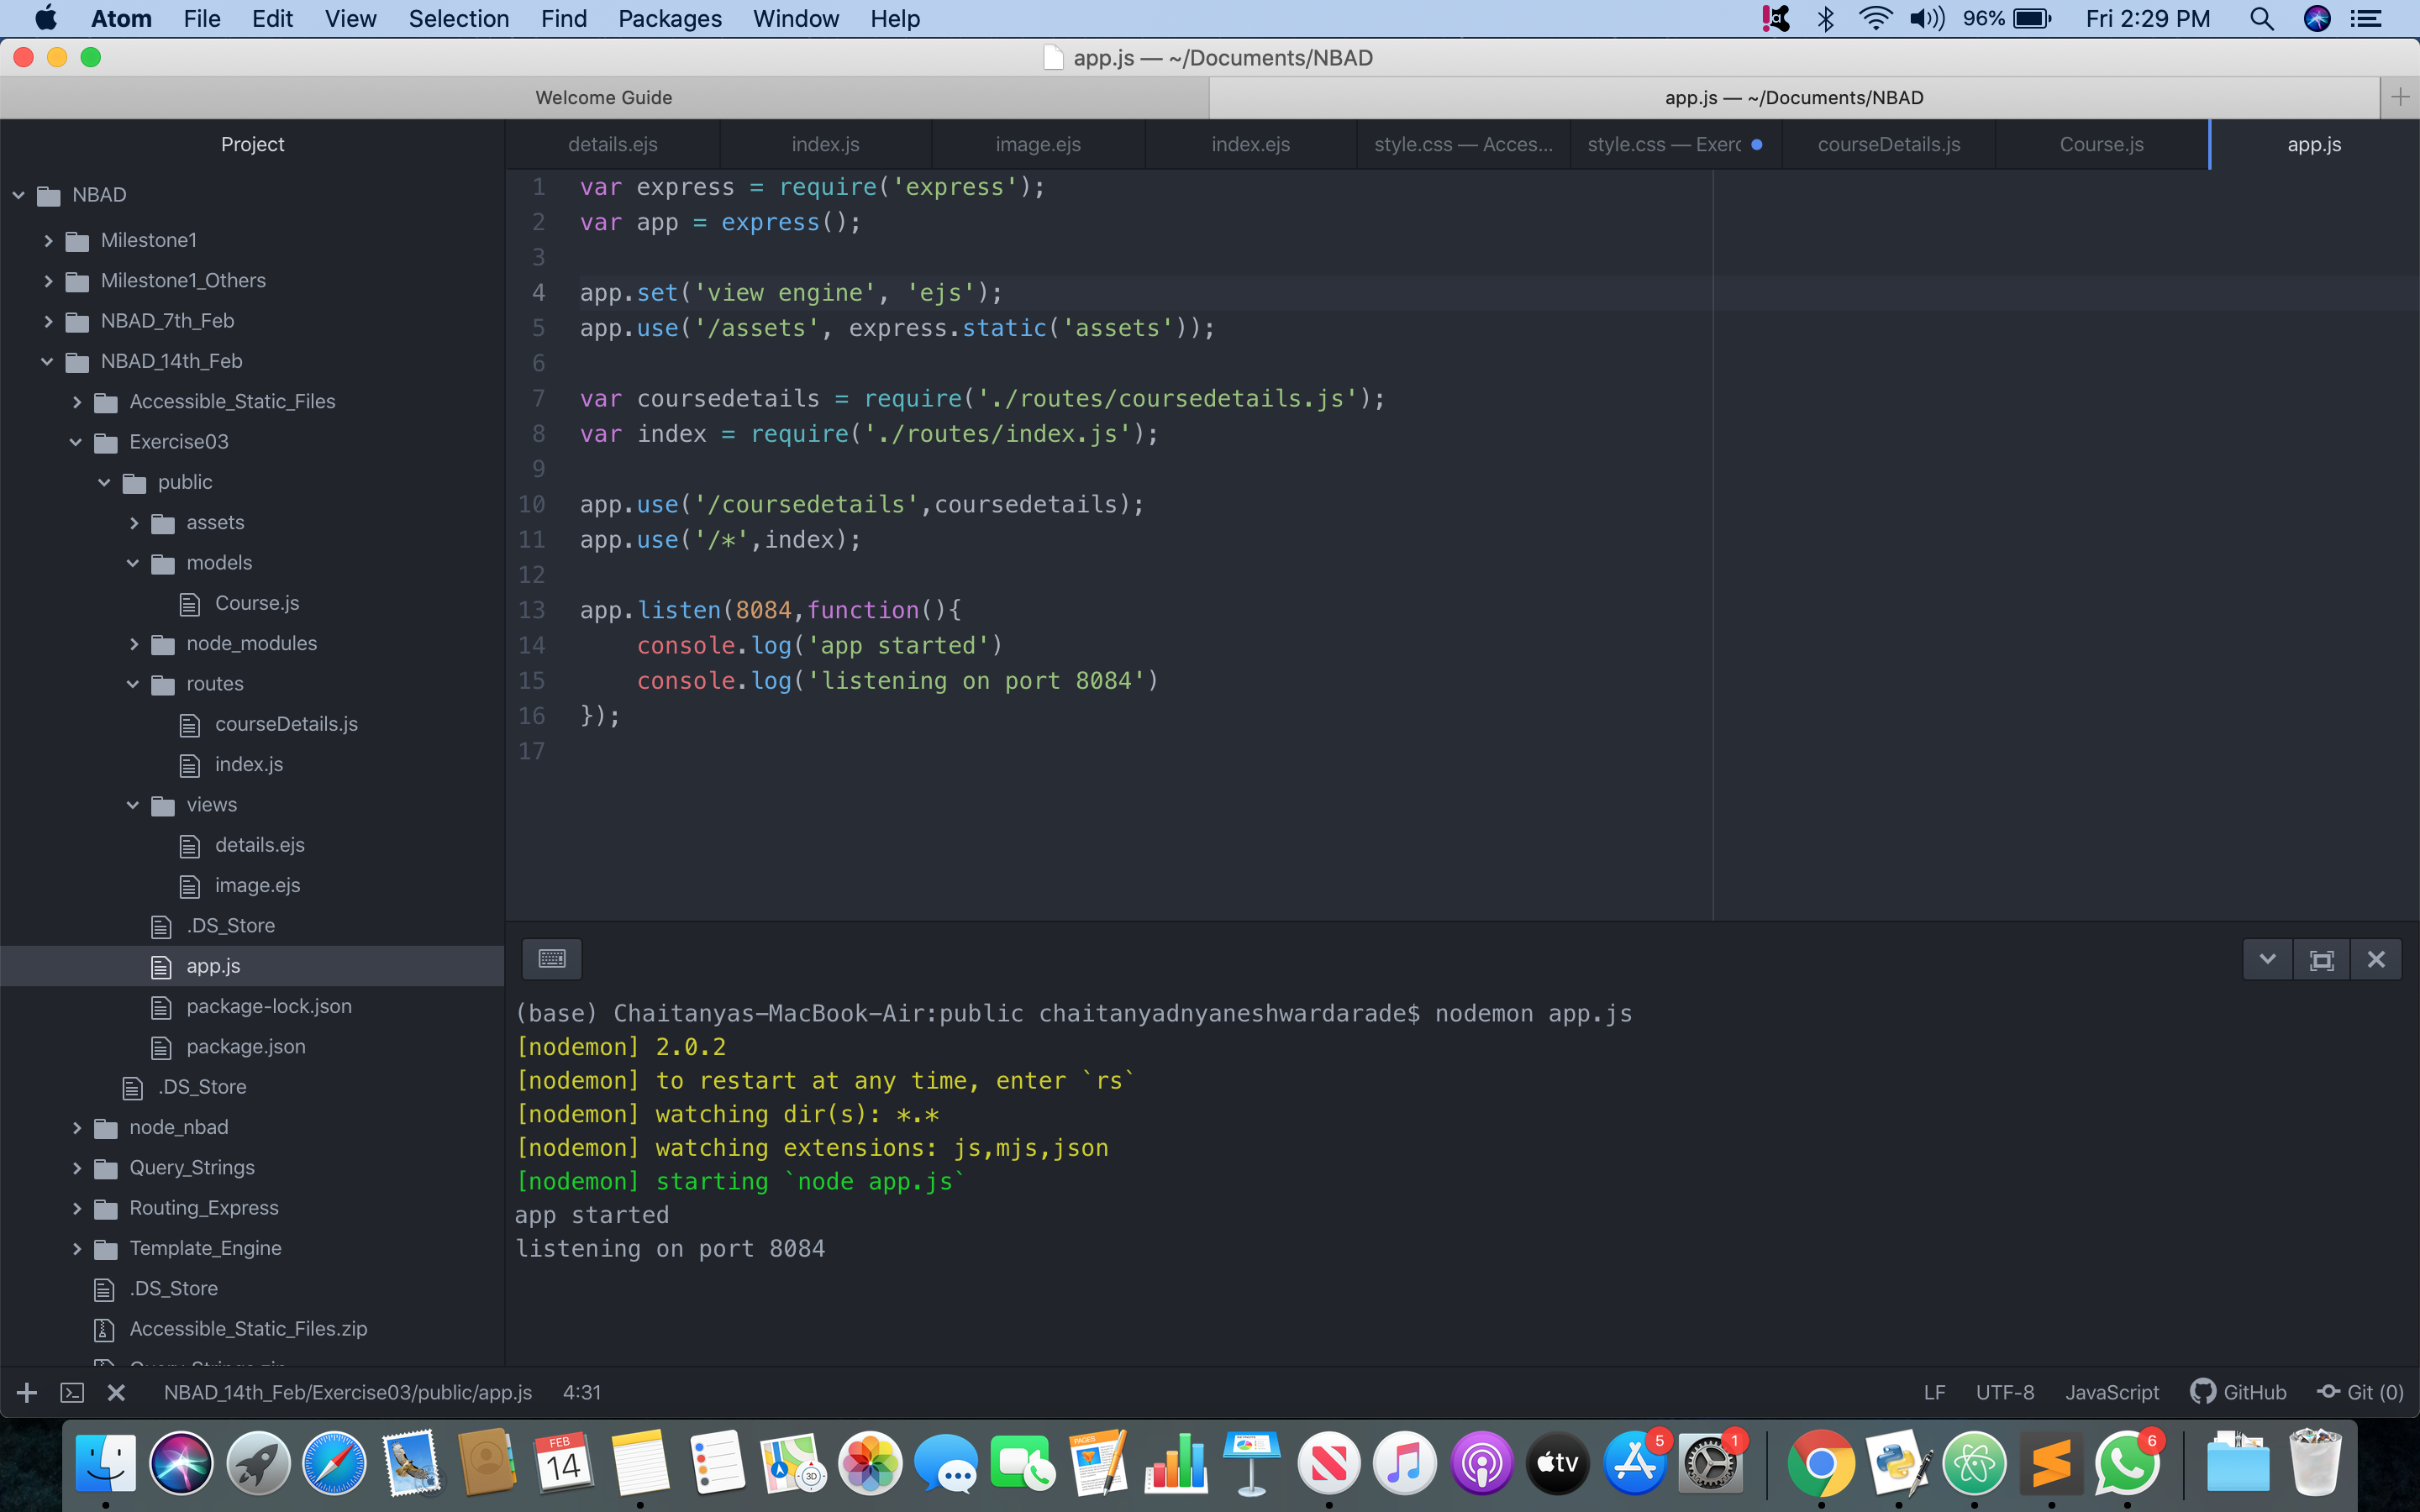 Atom File Edit View Selection Find Packages Window Help 96% Fri 2:29 PM
app.js — ~/Documents/NBAD
Welcome Guide
app.js — ~/Documents/NBAD
Project
details.ejs
index.js
image.ejs
index.ejs
style.css — Acces...
style.css — Exerc
courseDetails.js
Course.js
app.js
NBAD
Milestone1
Milestone1_Others
NBAD_7th_Feb
NBAD_14th_Feb
Accessible_Static_Files
Exercise03
public
assets
models
Course.js
node_modules
routes
courseDetails.js
index.js
views
details.ejs
image.ejs
.DS_Store
app.js
package-lock.json
package.json
.DS_Store
node_nbad
Query_Strings
Routing_Express
Template_Engine
.DS_Store
Accessible_Static_Files.zip
1 var express = require('express');
2 var app = express();
3
4 app.set('view engine', 'ejs');
5 app.use('/assets', express.static('assets'));
6
7 var coursedetails = require('./routes/coursedetails.js');
8 var index = require('./routes/index.js');
9
10 app.use('/coursedetails',coursedetails);
11 app.use('/*',index);
12
13 app.listen(8084,function(){
14 console.log('app started')
15 console.log('listening on port 8084')
16 });
17
(base) Chaitanyas-MacBook-Air:public chaitanyadnyaneshwardarade$ nodemon app.js
[nodemon] 2.0.2
[nodemon] to restart at any time, enter `rs`
[nodemon] watching dir(s): *.*
[nodemon] watching extensions: js,mjs,json
[nodemon] starting `node app.js`
app started
listening on port 8084
NBAD_14th_Feb/Exercise03/public/app.js 4:31
LF UTF-8 JavaScript GitHub Git (0)
FEB
14
3D
PAGES
tv
5
1
6